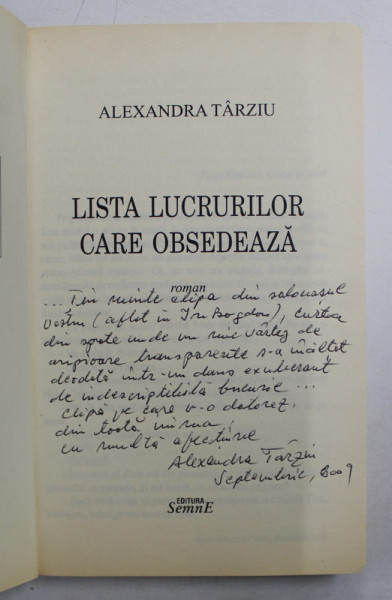 ALEXANDRA TÂRZIU
LISTA LUCRURILOR
CARE OBSEDEAZĂ
roman
... Țin minte clipa din salonașul
vostru (aflat în Ion Bogdan), curtea
din spate unde un mic vârtej de
aripioare transparente s-a înălțat
deodată într-un dans exuberant
de indescriptibilă bucurie ...
clipă pe care v-o datorez,
din toată inima,
cu multă afecțiune
Alexandra Târziu
Septembrie, 2009
EDITURA
SemnE